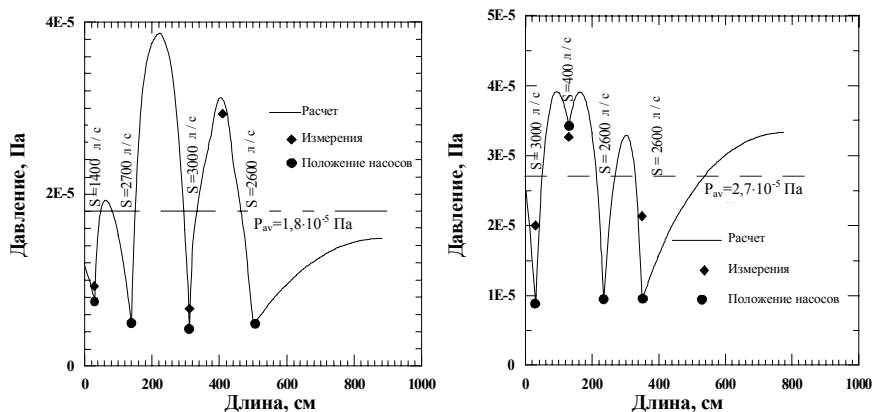 4E-5
2E-5
0
Давление, Па
S=1400 л/с
S=2700 л/с
S=3000 л/с
S=2600 л/с
Расчет
Измерения
Положение насосов
Pav=1,8·10-5 Па
0 200 400 600 800 1000
Длина, см
5E-5
4E-5
3E-5
2E-5
1E-5
0
Давление, Па
S=3000 л/с
S=400 л/с
S=2600 л/с
S=2600 л/с
Pav=2,7·10-5 Па
Расчет
Измерения
Положение насосов
0 200 400 600 800 1000
Длина, см